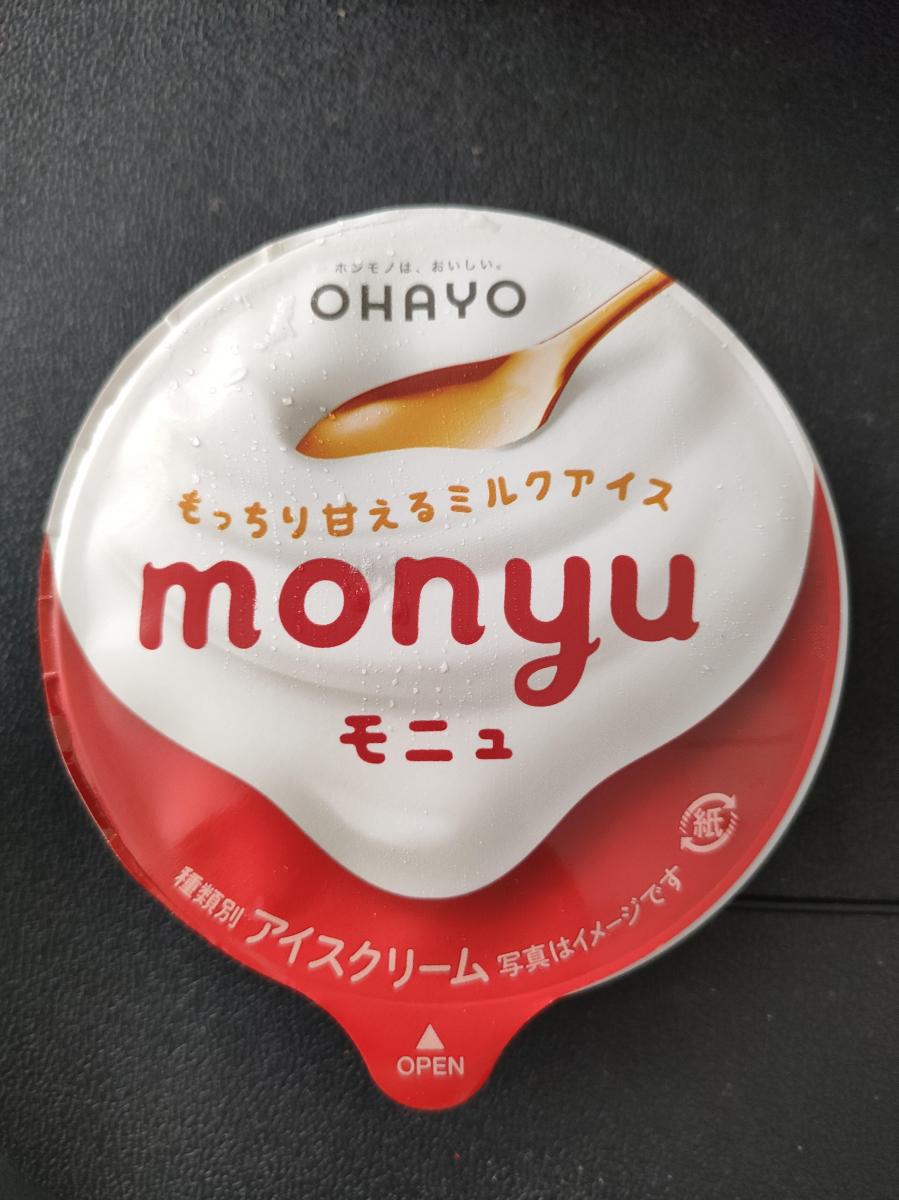 ホンモノは、おいしい。
OHAYO
もっちり甘えるミルクアイス
monyu
モニュ
種類別 アイスクリーム 写真はイメージです
紙
OPEN